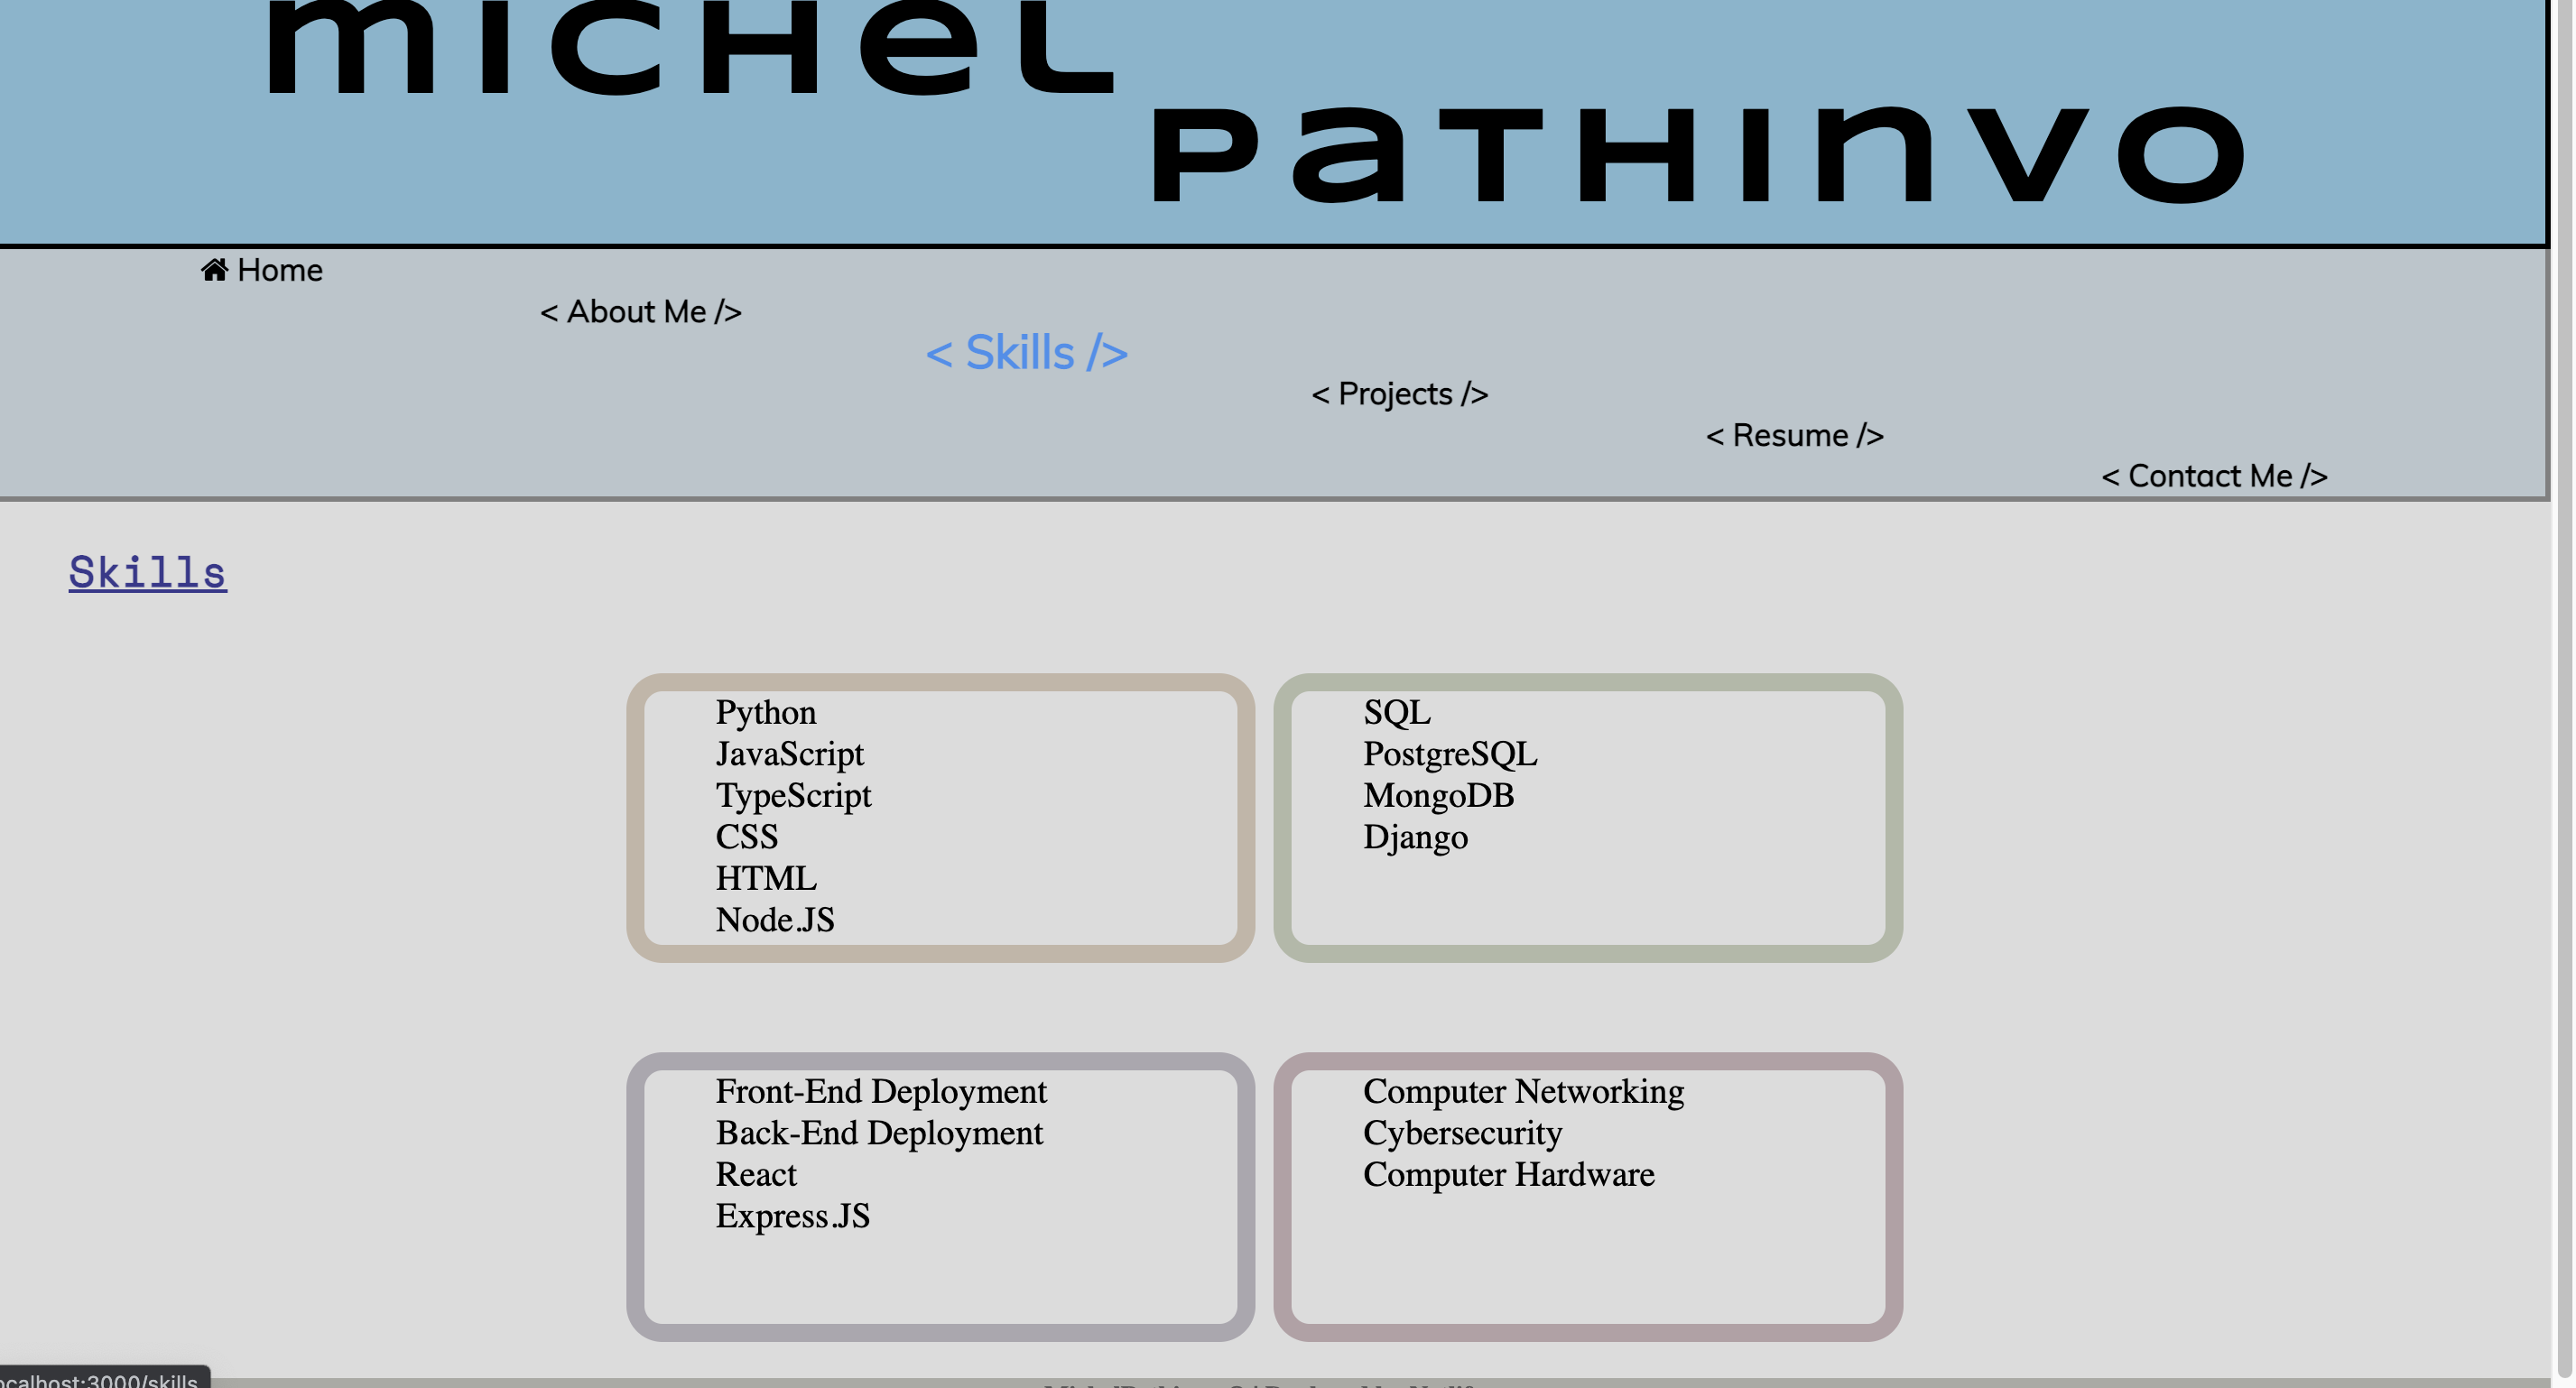 MICHEL
PATHINVO
Home
< About Me />
< Skills />
< Projects />
< Resume />
< Contact Me />
Skills
Python
JavaScript
TypeScript
CSS
HTML
Node.JS
SQL
PostgreSQL
MongoDB
Django
Front-End Deployment
Back-End Deployment
React
Express.JS
Computer Networking
Cybersecurity
Computer Hardware
localhost:3000/skills